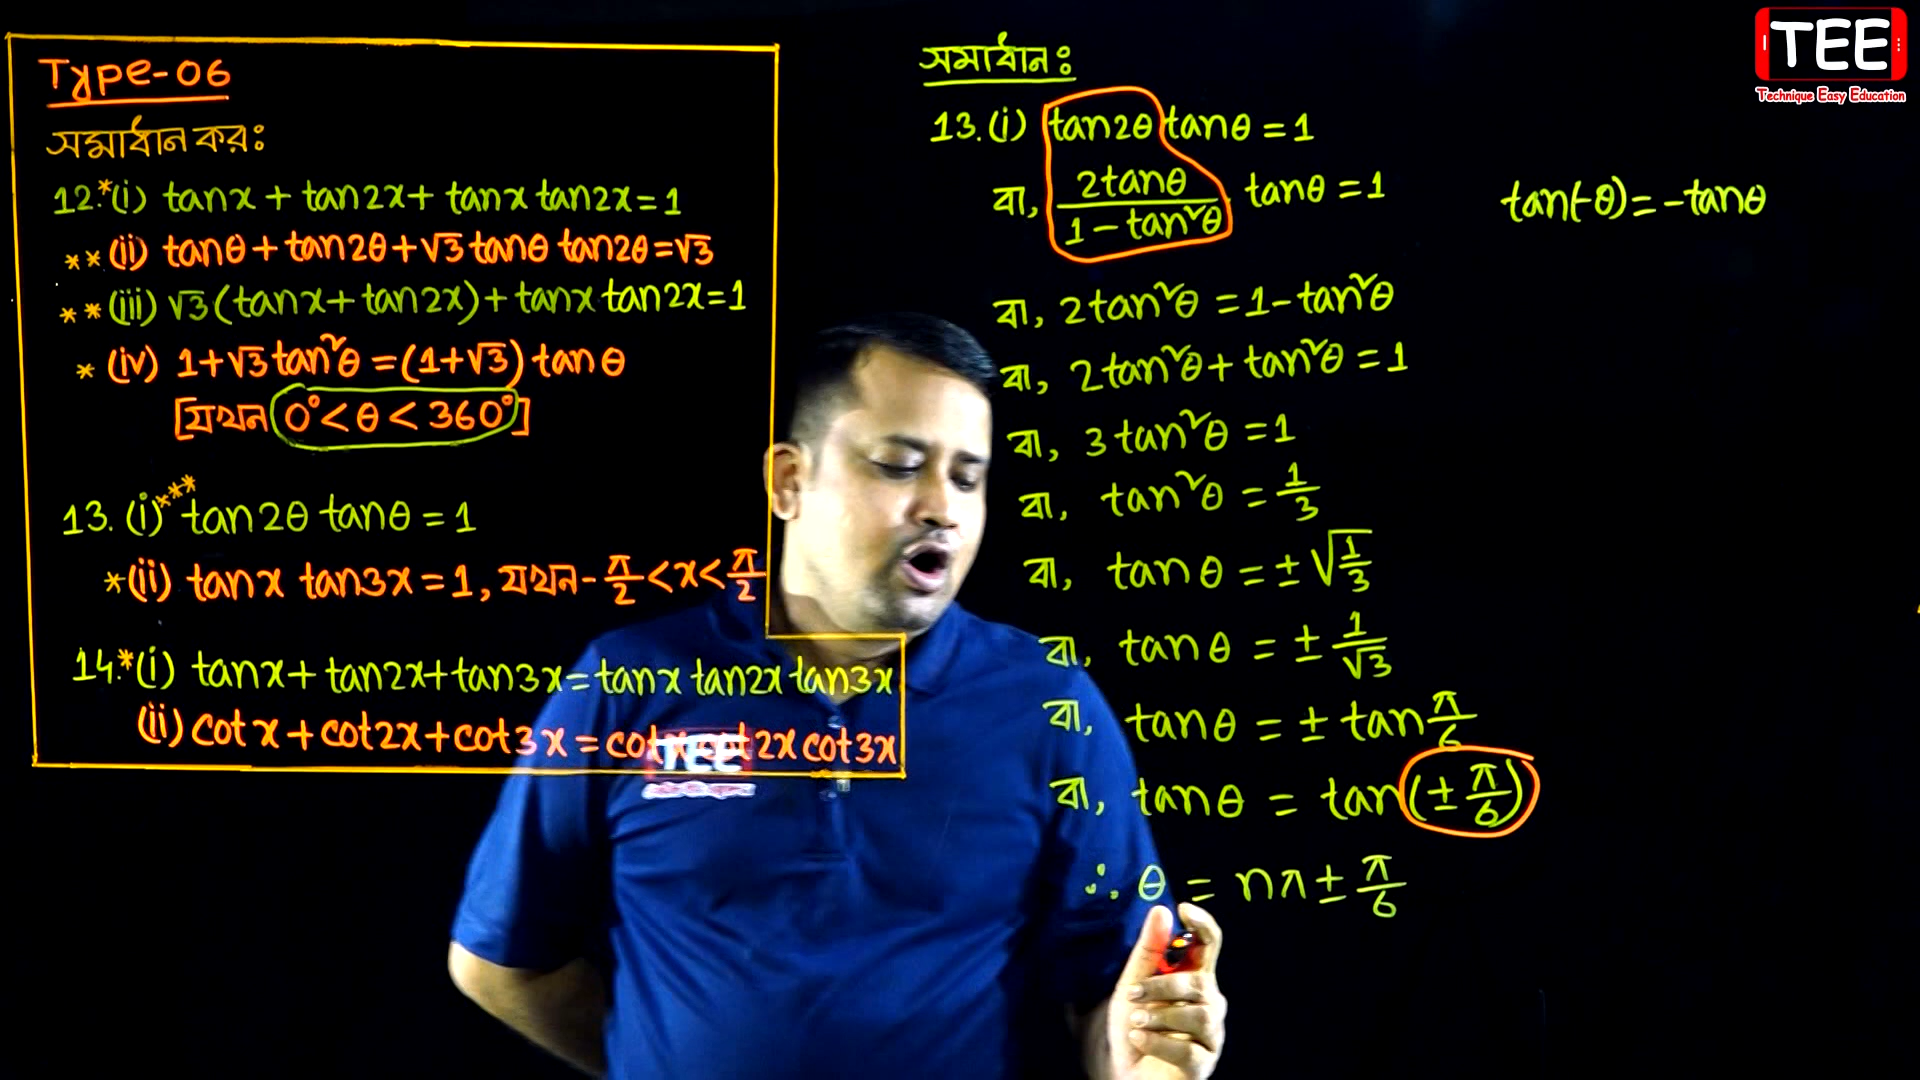 Type-06
সমাধান কর:
12.*(i) tanx + tan2x + tanx tan2x = 1
** (ii) tanθ + tan2θ + √3 tanθ tan2θ = √3
** (iii) √3 (tanx + tan2x) + tanx tan2x = 1
* (iv) 1 + √3 tan²θ = (1 + √3) tanθ
[যখন 0° < θ < 360°]
13. (i)*** tan2θ tanθ = 1
*(ii) tanx tan3x = 1, যখন - π/2 < x < π/2
14.*(i) tanx + tan2x + tan3x = tanx tan2x tan3x
(ii) cotx + cot2x + cot3x = cotx cot2x cot3x
TEE
সমাধান:
13. (i) tan2θ tanθ = 1
বা, 2tanθ / 1 - tan²θ · tanθ = 1
বা, 2tan²θ = 1 - tan²θ
বা, 2tan²θ + tan²θ = 1
বা, 3tan²θ = 1
বা, tan²θ = 1/3
বা, tanθ = ± √1/3
বা, tanθ = ± 1/√3
বা, tanθ = ± tan π/6
বা, tanθ = tan (± π/6)
∴ θ = nπ ± π/6
tan(-θ) = -tanθ
TEE
Technique Easy Education